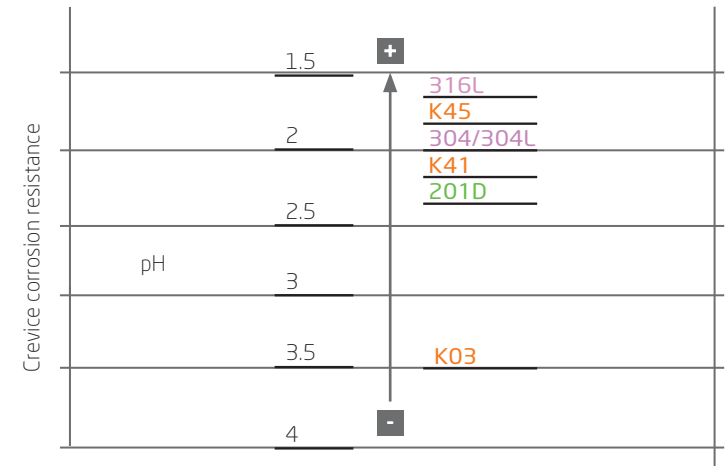 Crevice corrosion resistance
pH
1.5
2
2.5
3
3.5
4
+
-
316L
K45
304/304L
K41
201D
K03